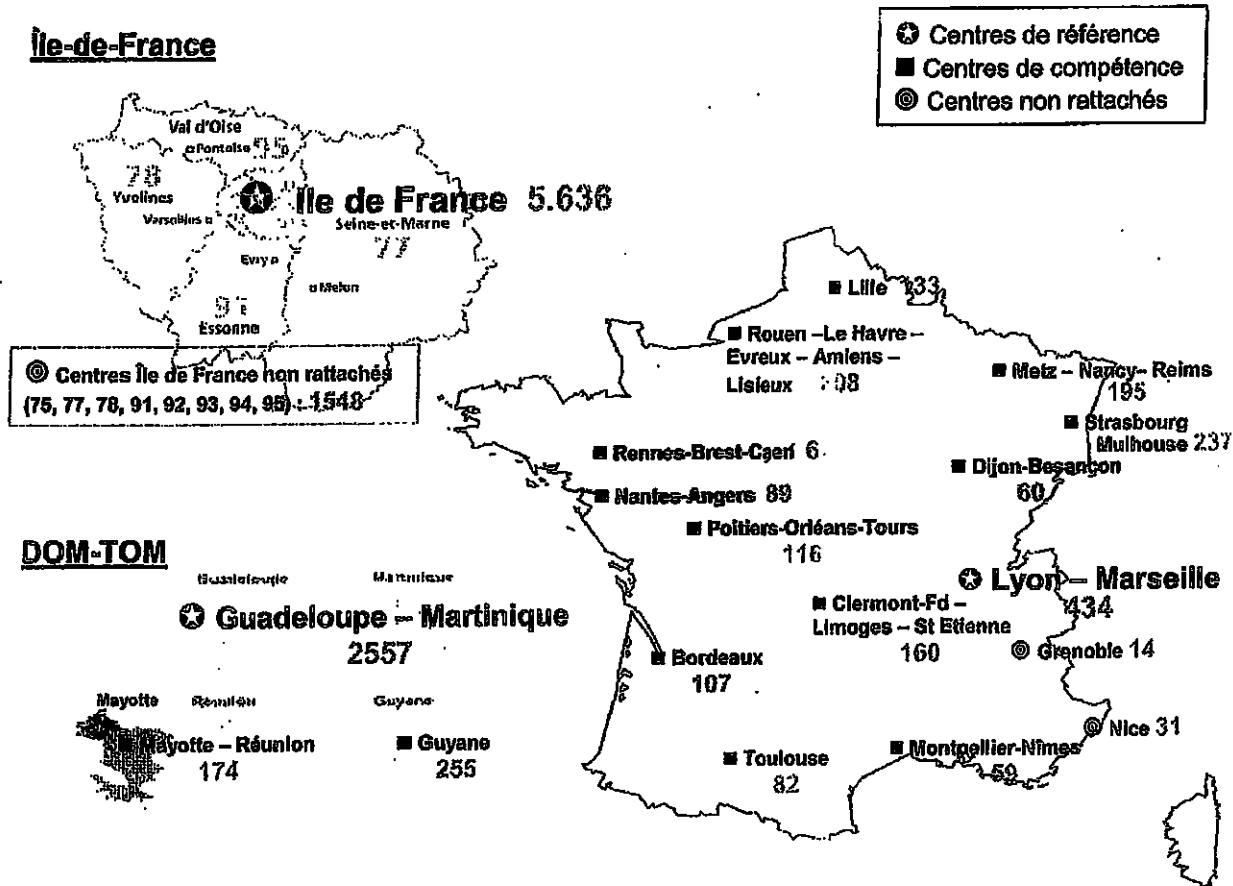 Île-de-France
Centres de référence
Centres de compétence
Centres non rattachés
Val d'Oise
Pontoise 95
78
Yvelines
Versailles
Île de France 5.636
Seine-et-Marne
77
Evry
Melun
91
Essonne
Centres Île de France non rattachés
(75, 77, 78, 91, 92, 93, 94, 95) : 1548
Lille 133
Rouen –Le Havre –
Evreux – Amiens –
Lisieux
Metz – Nancy– Reims
195
Strasbourg
Mulhouse 237
Rennes-Brest-Caen 6
Dijon-Besançon
60
Nantes-Angers 89
Poitiers-Orléans-Tours
116
Lyon – Marseille
434
Clermont-Fd –
Limoges – St Etienne
160
Grenoble 14
Bordeaux
107
Nice 31
Montpellier-Nîmes
59
Toulouse
82
DOM-TOM
Guadeloupe Martinique
Guadeloupe – Martinique
2557
Mayotte Réunion Guyane
Mayotte – Réunion
174
Guyane
255